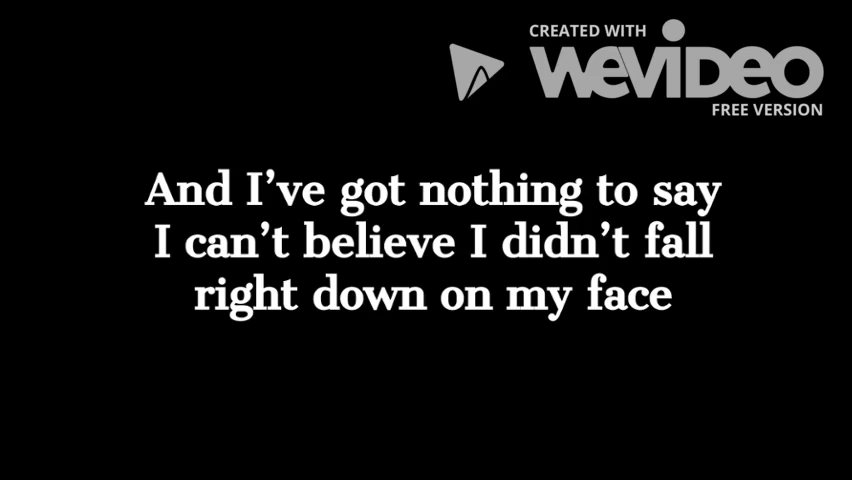 CREATED WITH
WEVIDEO
FREE VERSION
And I’ve got nothing to say
I can’t believe I didn’t fall
right down on my face